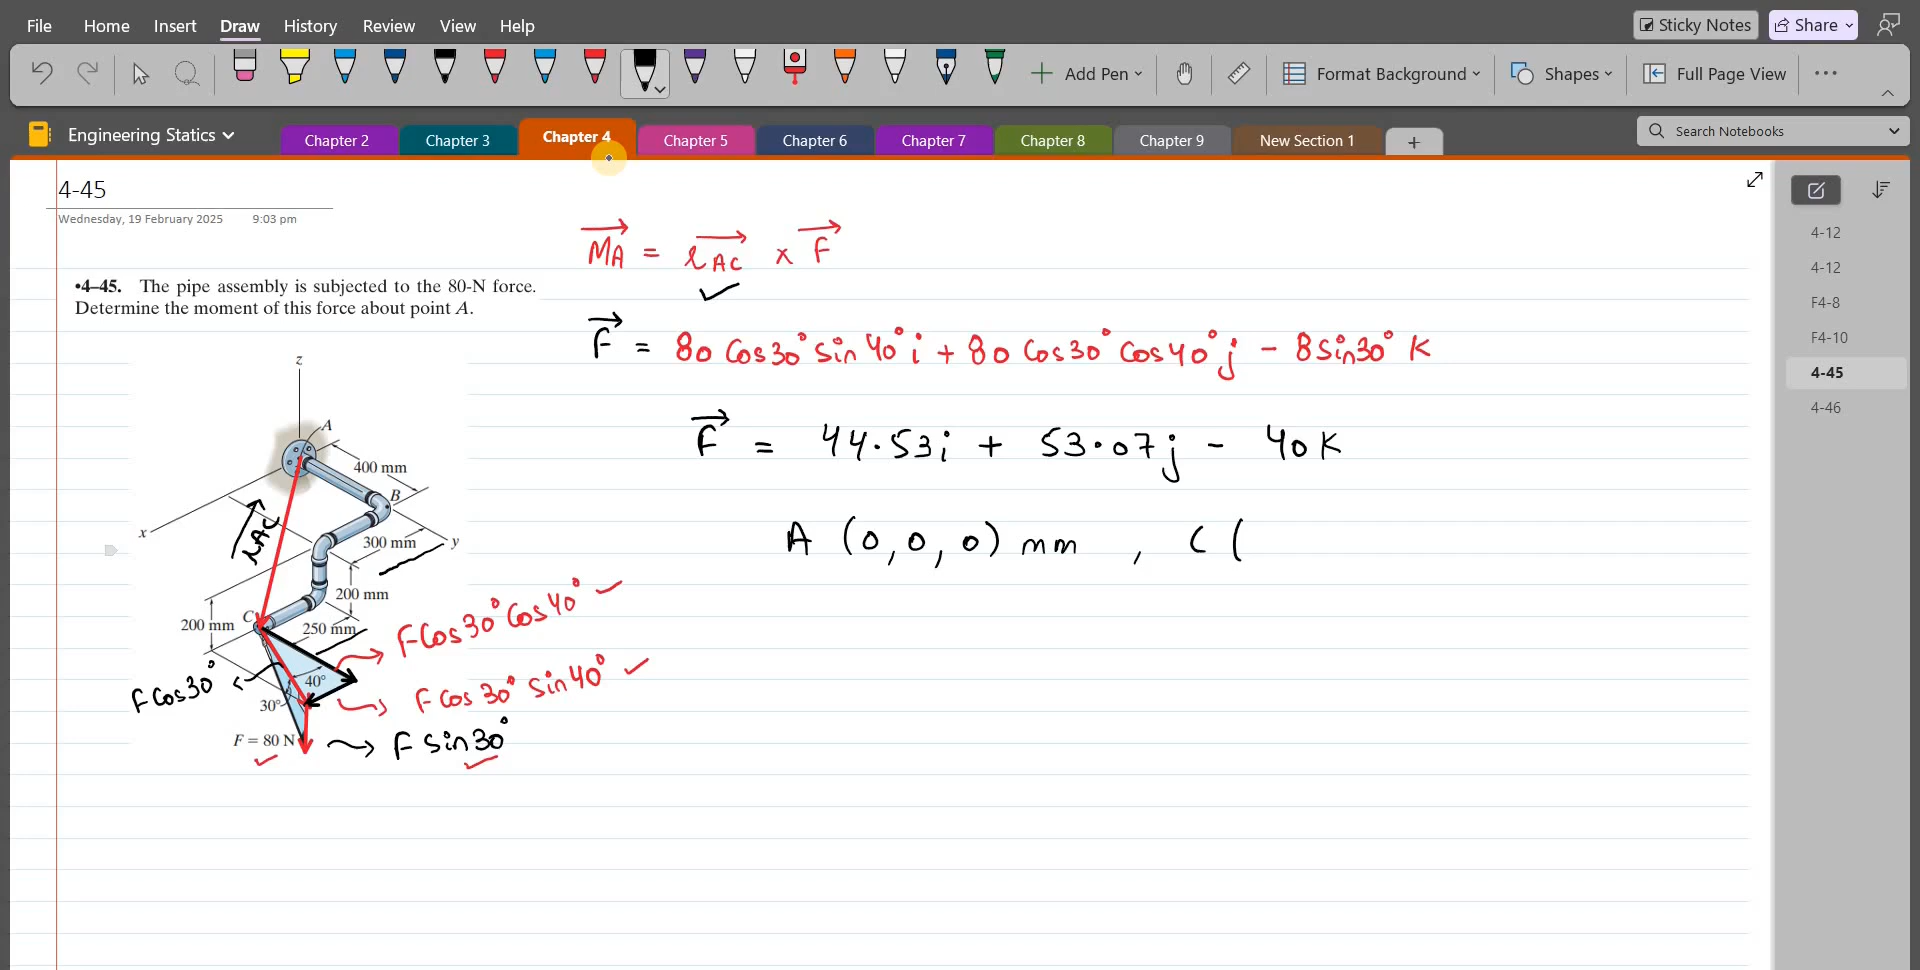 File Home Insert Draw History Review View Help Sticky Notes Share
Add Pen Format Background Shapes Full Page View
Engineering Statics Chapter 2 Chapter 3 Chapter 4 Chapter 5 Chapter 6 Chapter 7 Chapter 8 Chapter 9 New Section 1 + Search Notebooks
4-45
Wednesday, 19 February 2025 9:03 pm
4-12
4-12
F4-8
F4-10
4-45
4-46
MA = rAC × F
•4–45. The pipe assembly is subjected to the 80-N force.
Determine the moment of this force about point A.
F = 80 Cos30° sin40° i + 80 Cos30° Cos40° j - 8sin30° K
F = 44.53i + 53.07j - 40K
A (0,0,0) mm , C (
z
A
400 mm
B
x
rAC
300 mm
y
200 mm
200 mm
C
250 mm
F Cos30° Cos40°
F Cos30°
40°
F Cos30° sin40°
30°
F = 80 N
F sin30°